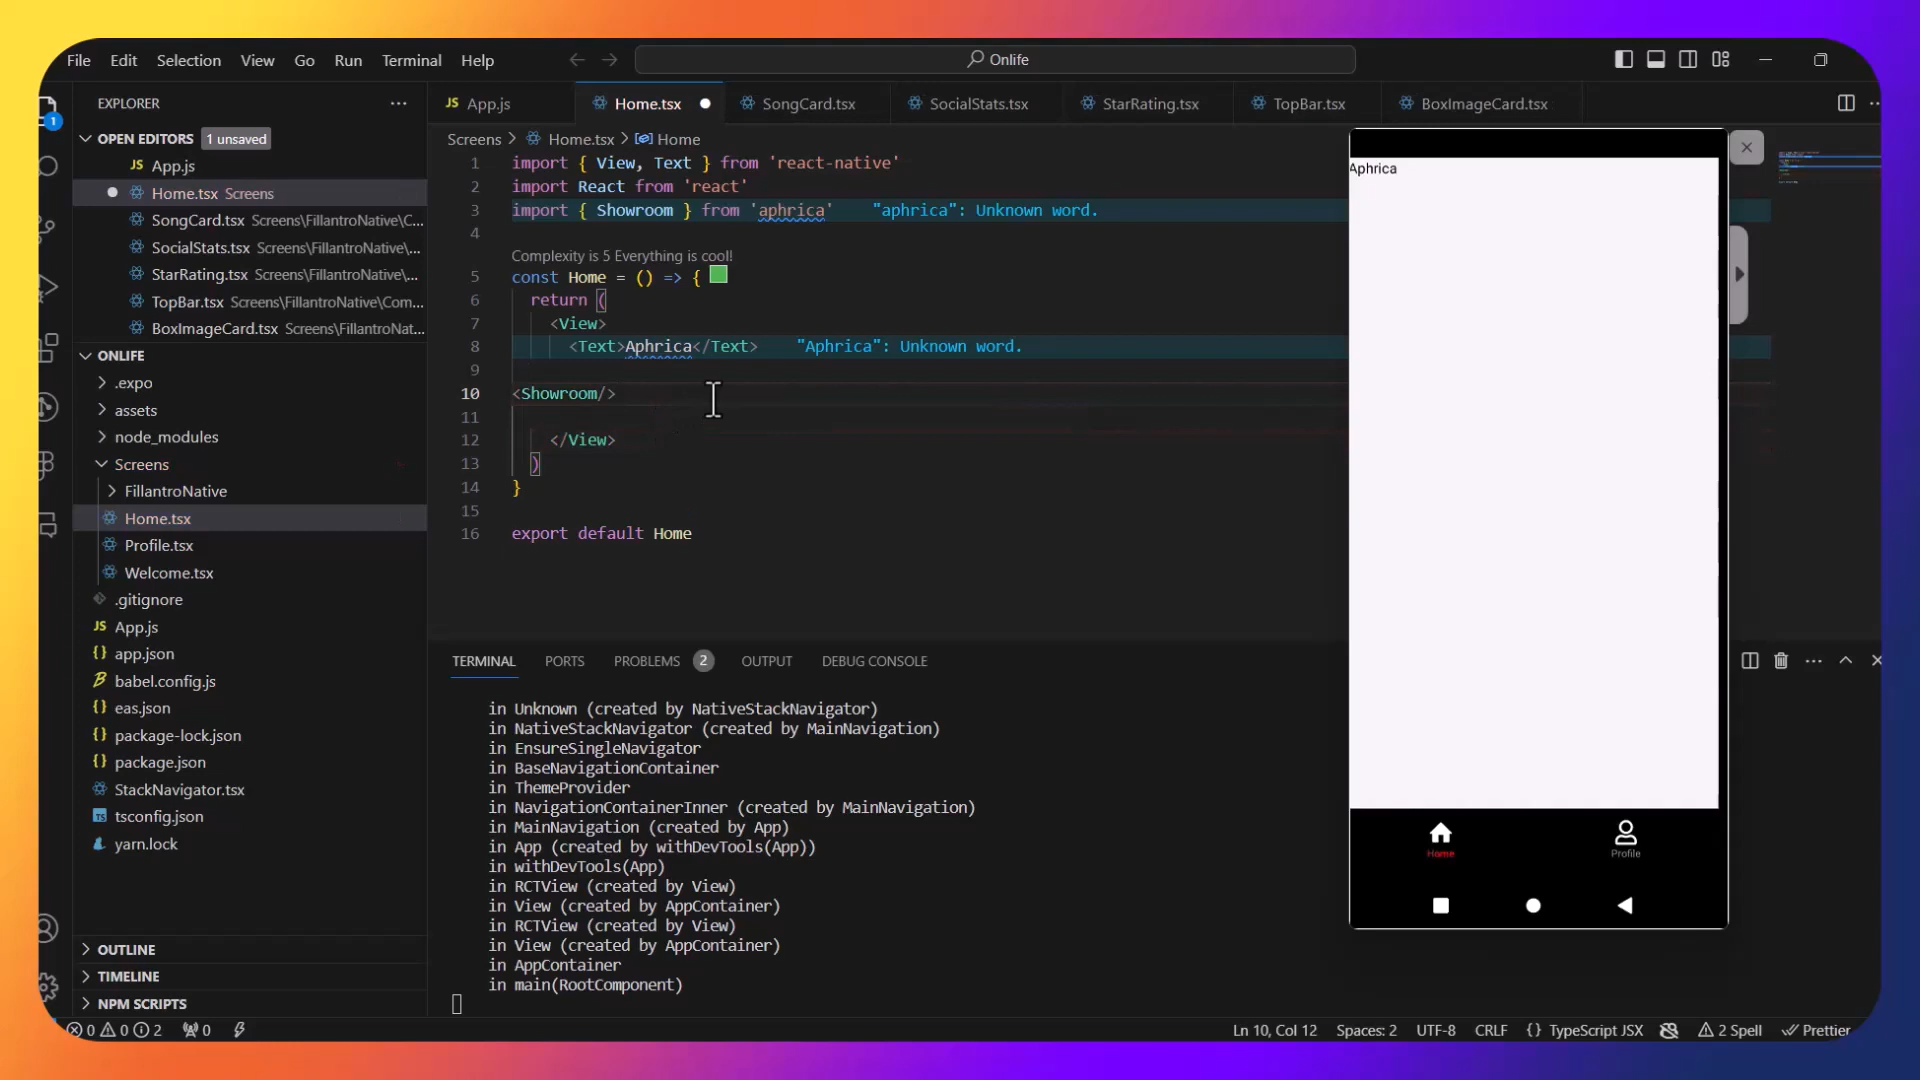 File Edit Selection View Go Run Terminal Help
Onlife
EXPLORER
OPEN EDITORS 1 unsaved
App.js
Home.tsx Screens
SongCard.tsx Screens\FillantroNative\C...
SocialStats.tsx Screens\FillantroNative\...
StarRating.tsx Screens\FillantroNative\...
TopBar.tsx Screens\FillantroNative\Com...
BoxImageCard.tsx Screens\FillantroNat...
ONLIFE
.expo
assets
node_modules
Screens
FillantroNative
Home.tsx
Profile.tsx
Welcome.tsx
.gitignore
App.js
app.json
babel.config.js
eas.json
package-lock.json
package.json
StackNavigator.tsx
tsconfig.json
yarn.lock
OUTLINE
TIMELINE
NPM SCRIPTS
App.js Home.tsx SongCard.tsx SocialStats.tsx StarRating.tsx TopBar.tsx BoxImageCard.tsx
Screens > Home.tsx > Home
1 import { View, Text } from 'react-native'
2 import React from 'react'
3 import { Showroom } from 'aphrica' "aphrica": Unknown word.
4
Complexity is 5 Everything is cool!
5 const Home = () => {
6 return (
7 <View>
8 <Text>Aphrica</Text> "Aphrica": Unknown word.
9
10 <Showroom/>
11
12 </View>
13 )
14 }
15
16 export default Home
TERMINAL PORTS PROBLEMS 2 OUTPUT DEBUG CONSOLE
in Unknown (created by NativeStackNavigator)
in NativeStackNavigator (created by MainNavigation)
in EnsureSingleNavigator
in BaseNavigationContainer
in ThemeProvider
in NavigationContainerInner (created by MainNavigation)
in MainNavigation (created by App)
in App (created by withDevTools(App))
in withDevTools(App)
in RCTView (created by View)
in View (created by AppContainer)
in RCTView (created by View)
in View (created by AppContainer)
in AppContainer
in main(RootComponent)
Aphrica
Home Profile
1
0 0 2 0 Ln 10, Col 12 Spaces: 2 UTF-8 CRLF {} TypeScript JSX 2 Spell Prettier